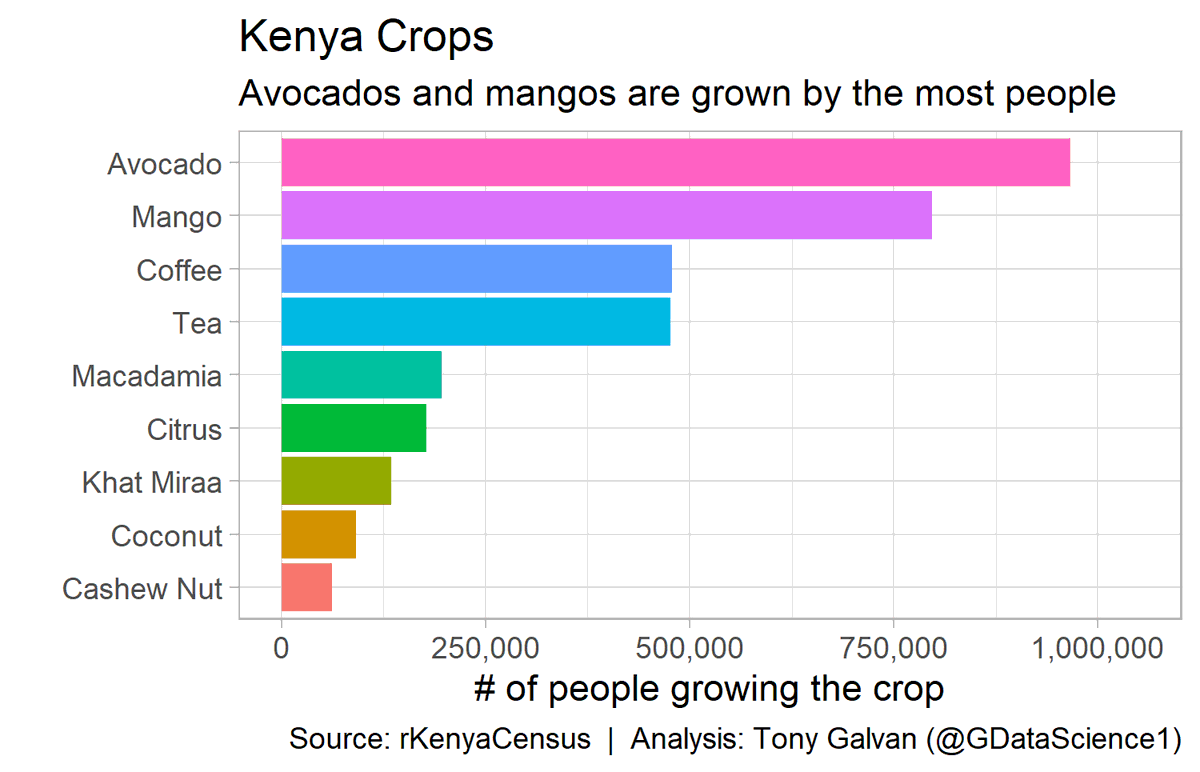 Kenya Crops
Avocados and mangos are grown by the most people
Avocado
Mango
Coffee
Tea
Macadamia
Citrus
Khat Miraa
Coconut
Cashew Nut
0 250,000 500,000 750,000 1,000,000
# of people growing the crop
Source: rKenyaCensus | Analysis: Tony Galvan (@GDataScience1)